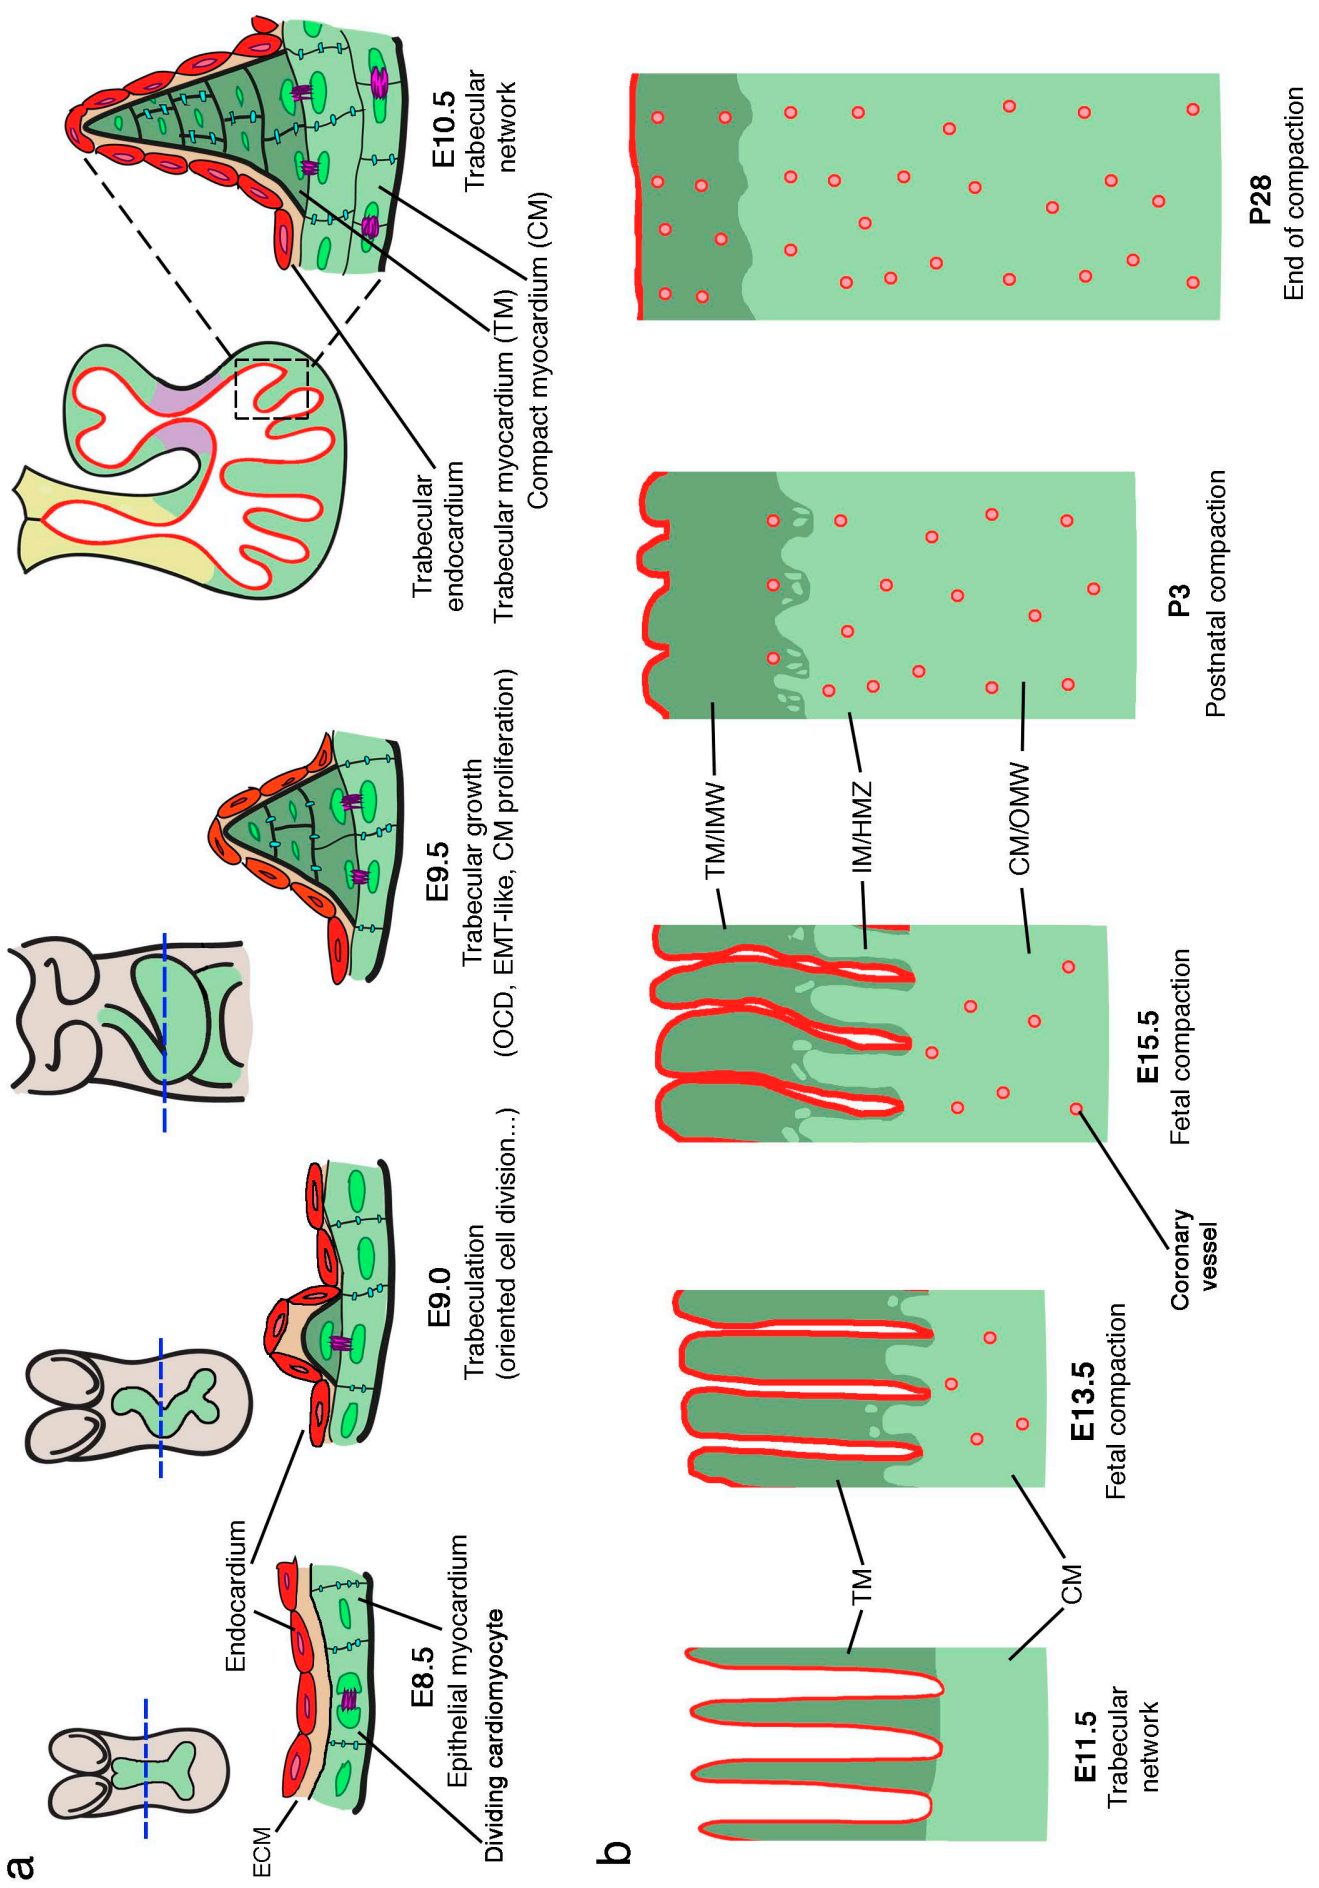 a
ECM
Endocardium
Dividing cardiomyocyte
Epithelial myocardium
E8.5
E9.0
Trabeculation
(oriented cell division...)
E9.5
Trabecular growth
(OCD, EMT-like, CM proliferation)
Trabecular
endocardium
Trabecular myocardium (TM)
Compact myocardium (CM)
E10.5
Trabecular
network
b
E11.5
Trabecular
network
TM
CM
E13.5
Fetal compaction
Coronary
vessel
E15.5
Fetal compaction
TM/IMW
IM/HMZ
CM/OMW
P3
Postnatal compaction
P28
End of compaction